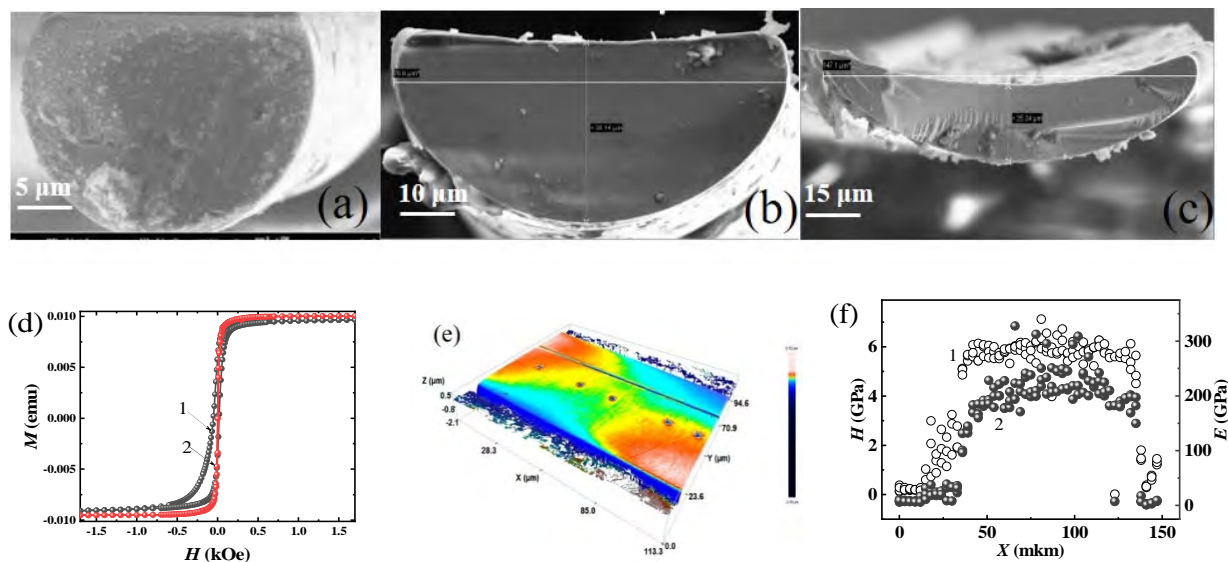 5 µm
(a)
10 µm
(b)
15 µm
(c)
(d)
0.010
0.005
0.000
-0.005
-0.010
M (emu)
1
2
-1.5 -1.0 -0.5 0.0 0.5 1.0 1.5
H (kOe)
(e)
Z (µm)
0.5
-0.8
-2.1
28.3
X (µm)
85.0
113.3
0.0
23.6
Y (µm)
70.9
94.6
(f)
6
4
2
0
H (GPa)
1
2
300
200
100
0
E (GPa)
0 50 100 150
X (mkm)